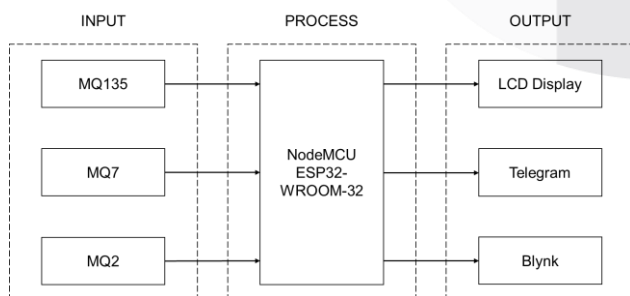 INPUT
PROCESS
OUTPUT
MQ135
MQ7
MQ2
NodeMCU
ESP32-
WROOM-32
LCD Display
Telegram
Blynk